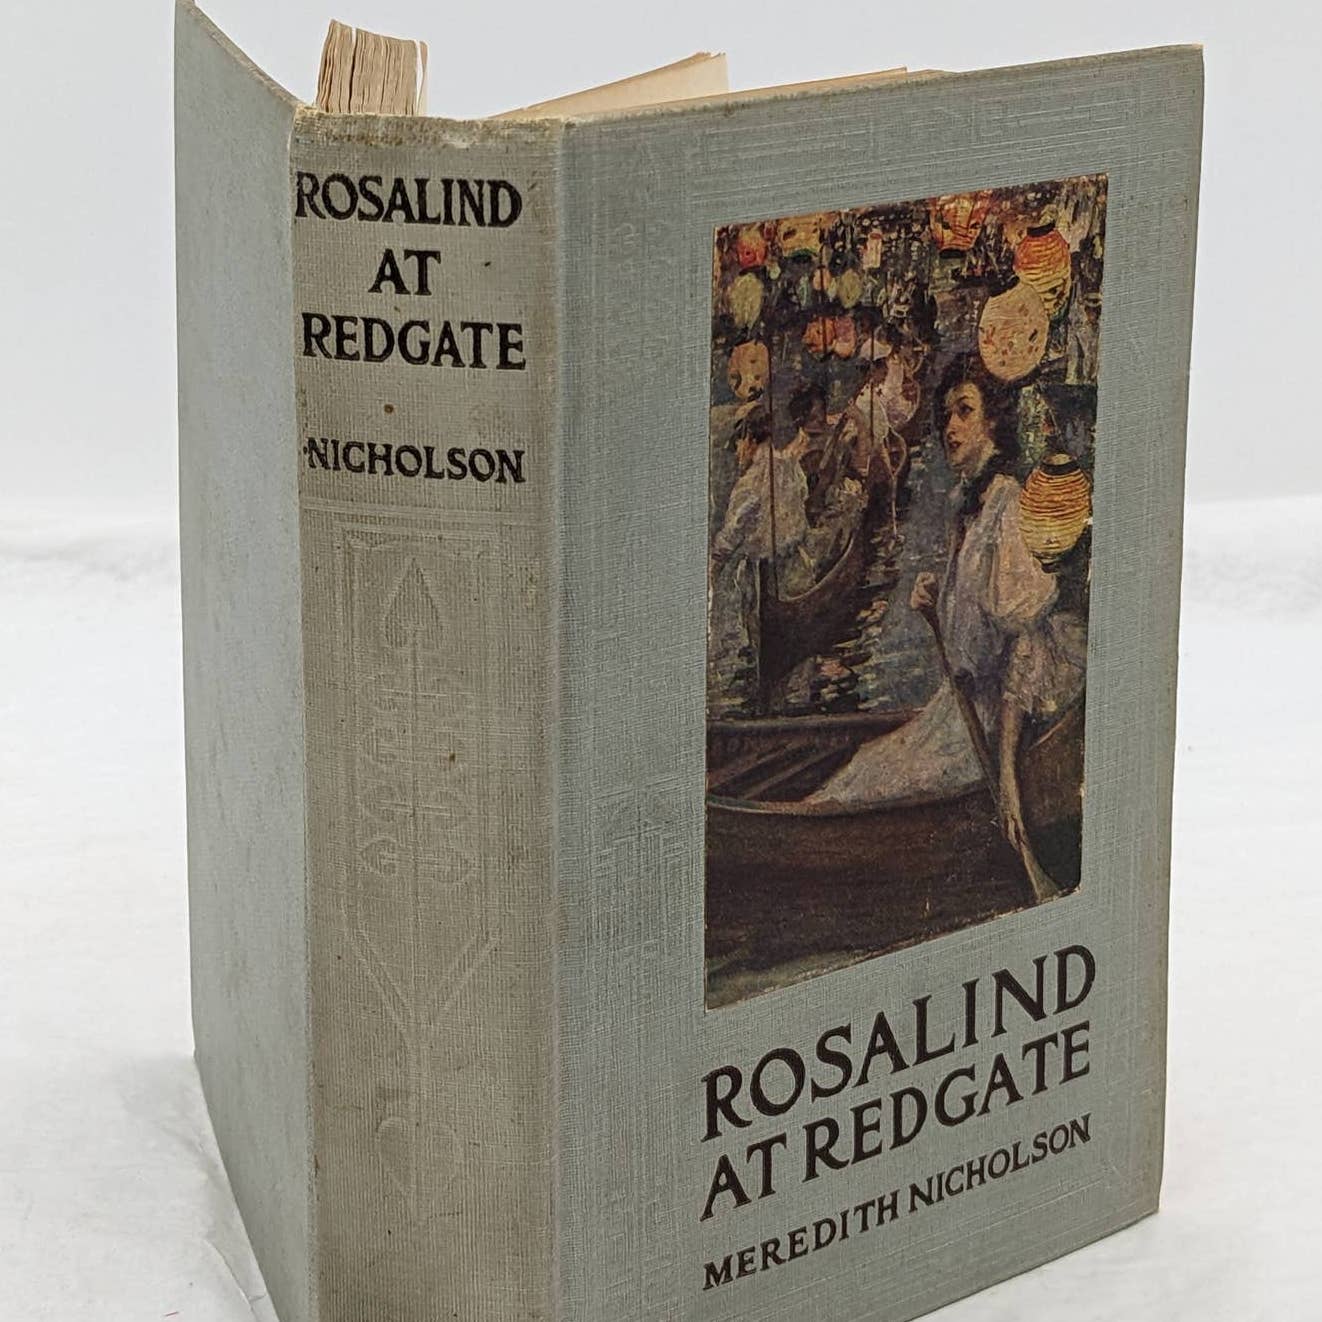 ROSALIND
AT
REDGATE
NICHOLSON
ROSALIND
AT REDGATE
MEREDITH NICHOLSON